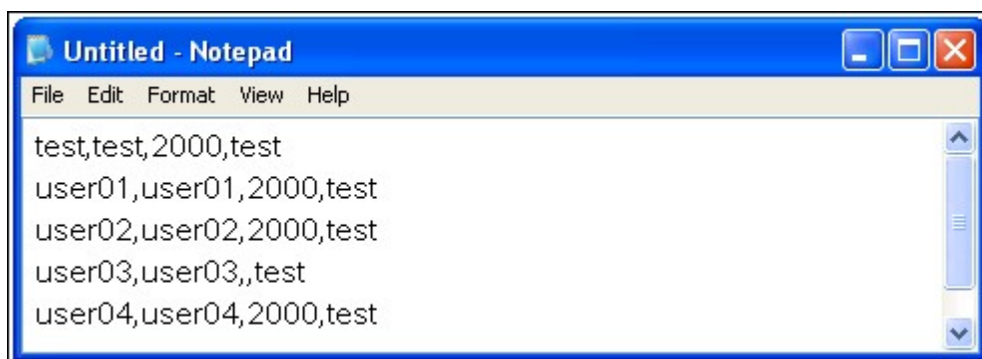 Untitled - Notepad
File Edit Format View Help
test,test,2000,test
user01,user01,2000,test
user02,user02,2000,test
user03,user03,,test
user04,user04,2000,test